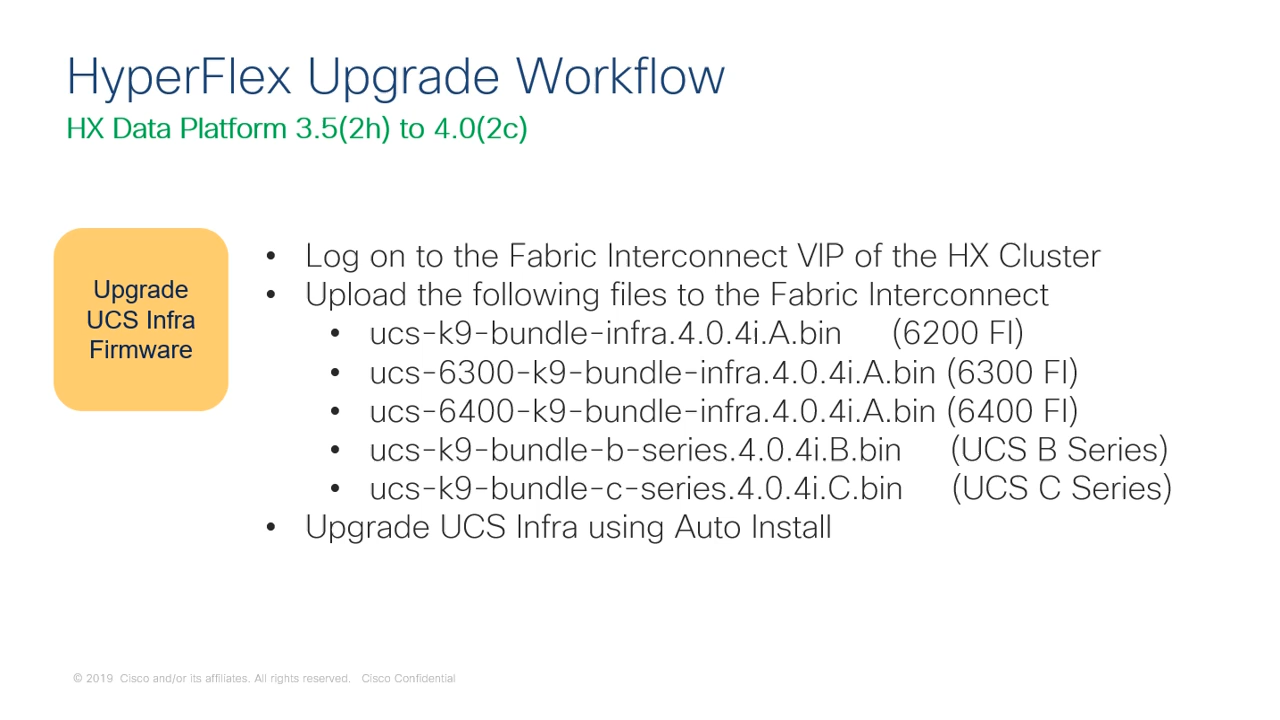 HyperFlex Upgrade Workflow
HX Data Platform 3.5(2h) to 4.0(2c)
Upgrade
UCS Infra
Firmware
• Log on to the Fabric Interconnect VIP of the HX Cluster
• Upload the following files to the Fabric Interconnect
• ucs-k9-bundle-infra.4.0.4i.A.bin (6200 FI)
• ucs-6300-k9-bundle-infra.4.0.4i.A.bin (6300 FI)
• ucs-6400-k9-bundle-infra.4.0.4i.A.bin (6400 FI)
• ucs-k9-bundle-b-series.4.0.4i.B.bin (UCS B Series)
• ucs-k9-bundle-c-series.4.0.4i.C.bin (UCS C Series)
• Upgrade UCS Infra using Auto Install
© 2019 Cisco and/or its affiliates. All rights reserved. Cisco Confidential